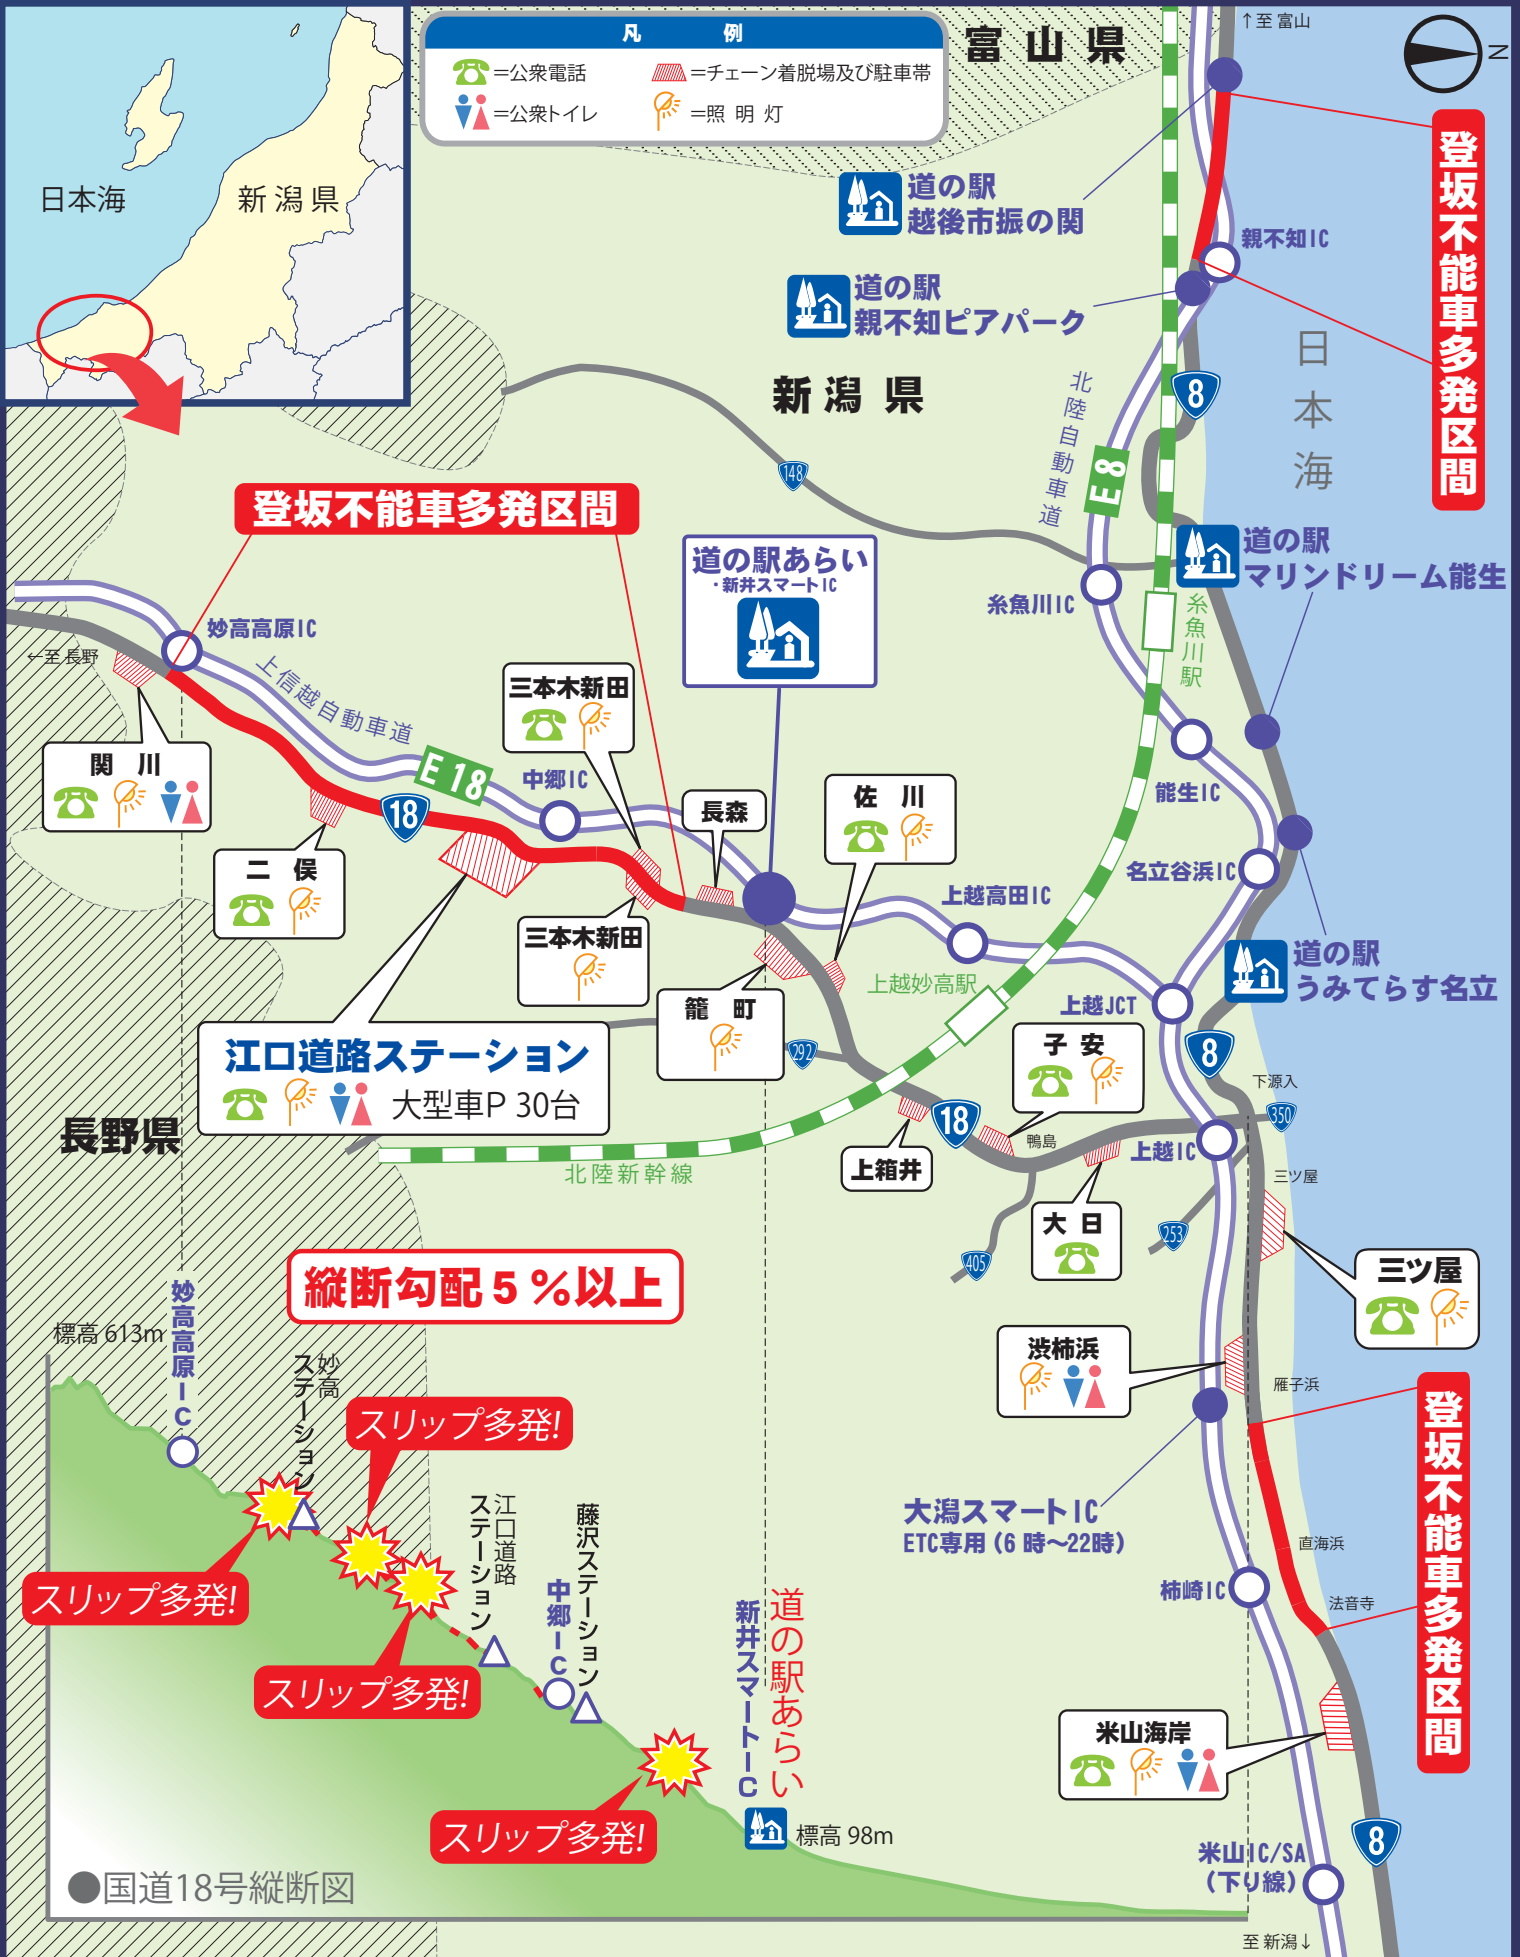 日本海
新潟県
凡 例
=公衆電話
=チェーン着脱場及び駐車帯
=公衆トイレ
=照明灯
富山県
↑至 富山
N
登坂不能車多発区間
道の駅
越後市振の関
親不知IC
道の駅
親不知ピアパーク
日本海
新潟県
北陸自動車道
8
E8
148
登坂不能車多発区間
道の駅あらい
・新井スマートIC
道の駅
マリンドリーム能生
糸魚川IC
糸魚川駅
妙高高原IC
←至 長野
上信越自動車道
三本木新田
関川
E18
中郷IC
18
長森
佐川
能生IC
二俣
名立谷浜IC
上越高田IC
三本木新田
道の駅
うみてらす名立
籠町
上越妙高駅
上越JCT
江口道路ステーション
大型車P 30台
292
子安
8
下源入
350
長野県
18
鴨島
上越IC
北陸新幹線
上箱井
三ツ屋
大日
253
405
三ツ屋
縦断勾配5%以上
標高 613m
妙高高原IC
妙高
ステーション
渋柿浜
雁子浜
登坂不能車多発区間
スリップ多発!
江口道路
ステーション
藤沢ステーション
大潟スマートIC
ETC専用(6時〜22時)
直海浜
スリップ多発!
中郷IC
柿崎IC
法音寺
新井スマートIC
道の駅あらい
スリップ多発!
米山海岸
スリップ多発!
標高 98m
8
米山IC/SA
(下り線)
●国道18号縦断図
至 新潟↓